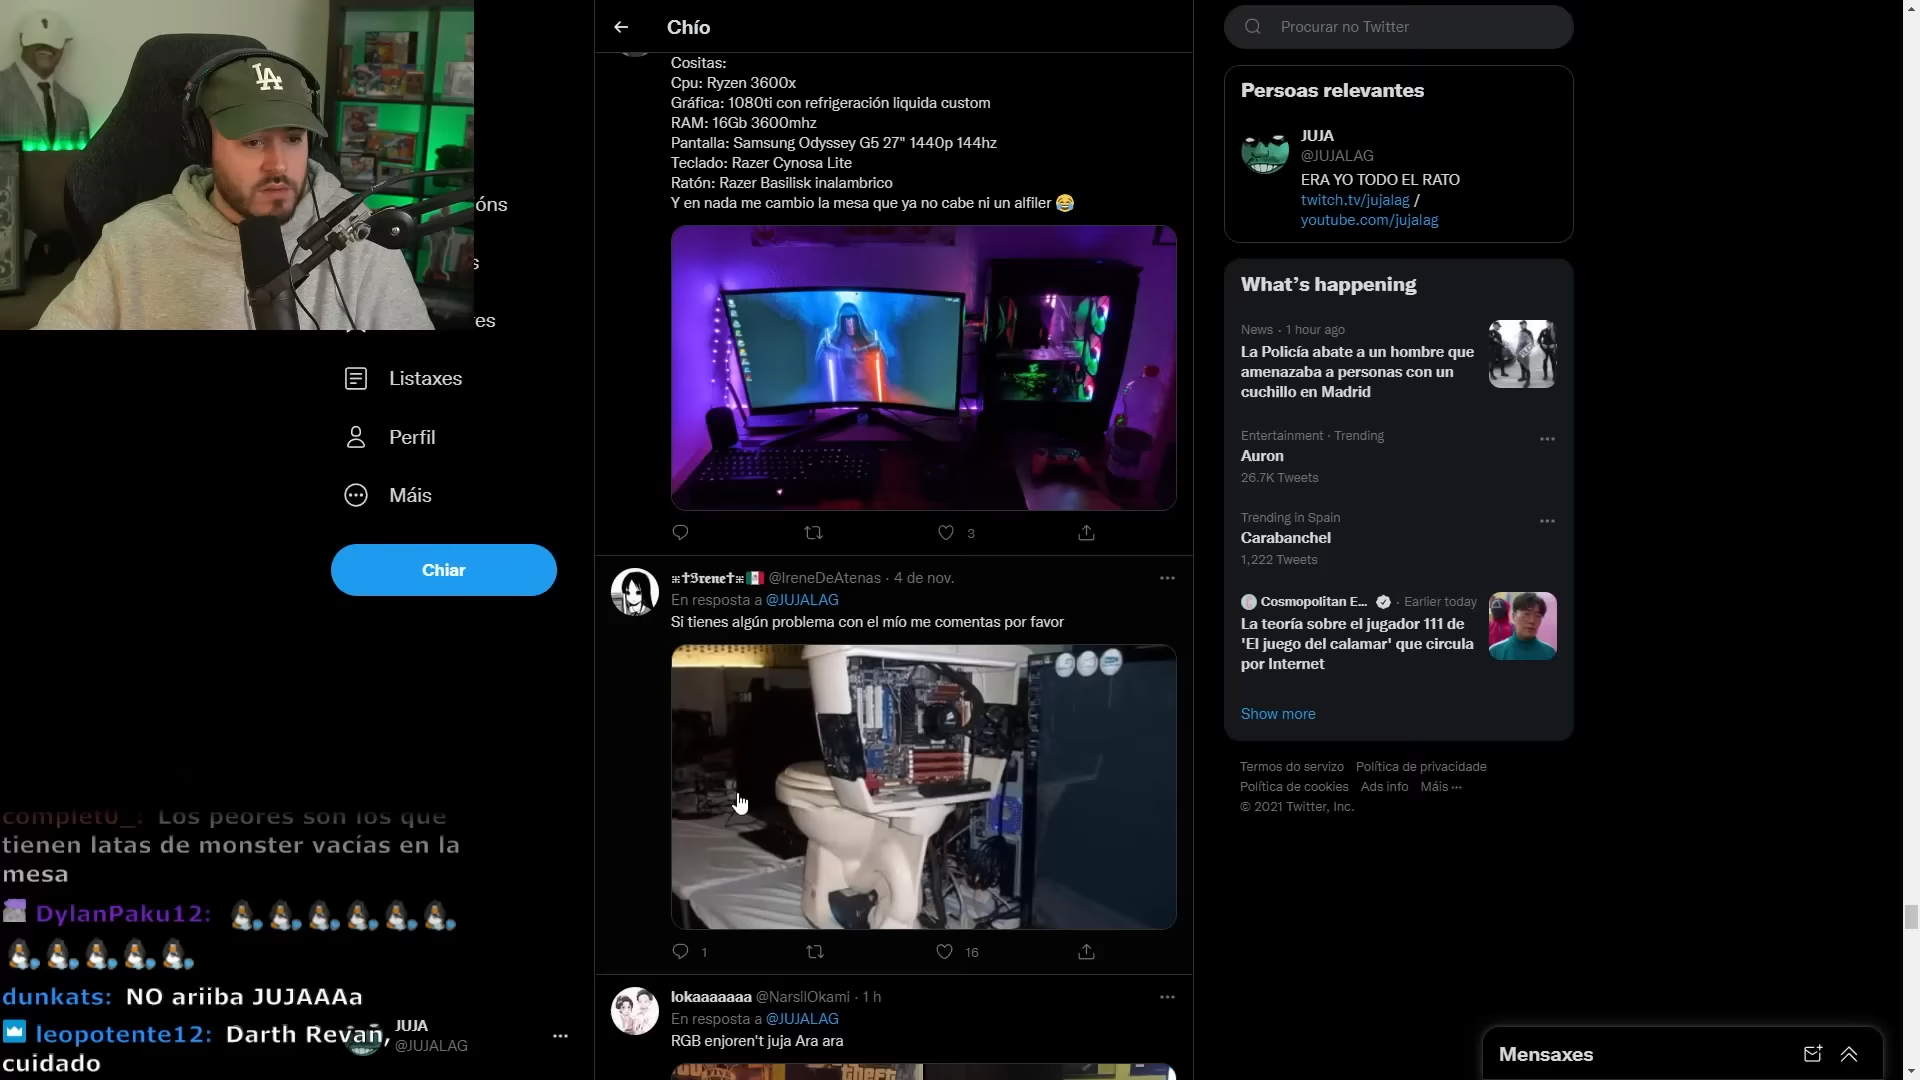 LA
óns
s
es
Listaxes
Perfil
Máis
Chiar
complet0_: Los peores son los que
tienen latas de monster vacías en la
mesa
DylanPaku12:
dunkats: NO ariiba JUJAAAa
leopotente12: Darth Revan,
cuidado
JUJA
@JUJALAG
Chío
Cositas:
Cpu: Ryzen 3600x
Gráfica: 1080ti con refrigeración liquida custom
RAM: 16Gb 3600mhz
Pantalla: Samsung Odyssey G5 27" 1440p 144hz
Teclado: Razer Cynosa Lite
Ratón: Razer Basilisk inalambrico
Y en nada me cambio la mesa que ya no cabe ni un alfiler 😂
3
⌘✝𝕴𝖗𝖊𝖓𝖊✝⌘🇲🇽 @IreneDeAtenas · 4 de nov.
En resposta a @JUJALAG
Si tienes algún problema con el mío me comentas por favor
1
16
lokaaaaaaa @NarsilOkami · 1 h
En resposta a @JUJALAG
RGB enjoren't juja Ara ara
theft
Procurar no Twitter
Persoas relevantes
JUJA
@JUJALAG
ERA YO TODO EL RATO
twitch.tv/jujalag /
youtube.com/jujalag
What's happening
News · 1 hour ago
La Policía abate a un hombre que
amenazaba a personas con un
cuchillo en Madrid
Entertainment · Trending
Auron
26.7K Tweets
Trending in Spain
Carabanchel
1,222 Tweets
Cosmopolitan E... · Earlier today
La teoría sobre el jugador 111 de
'El juego del calamar' que circula
por Internet
Show more
Termos do servizo Política de privacidade
Política de cookies Ads info Máis ···
© 2021 Twitter, Inc.
Mensaxes